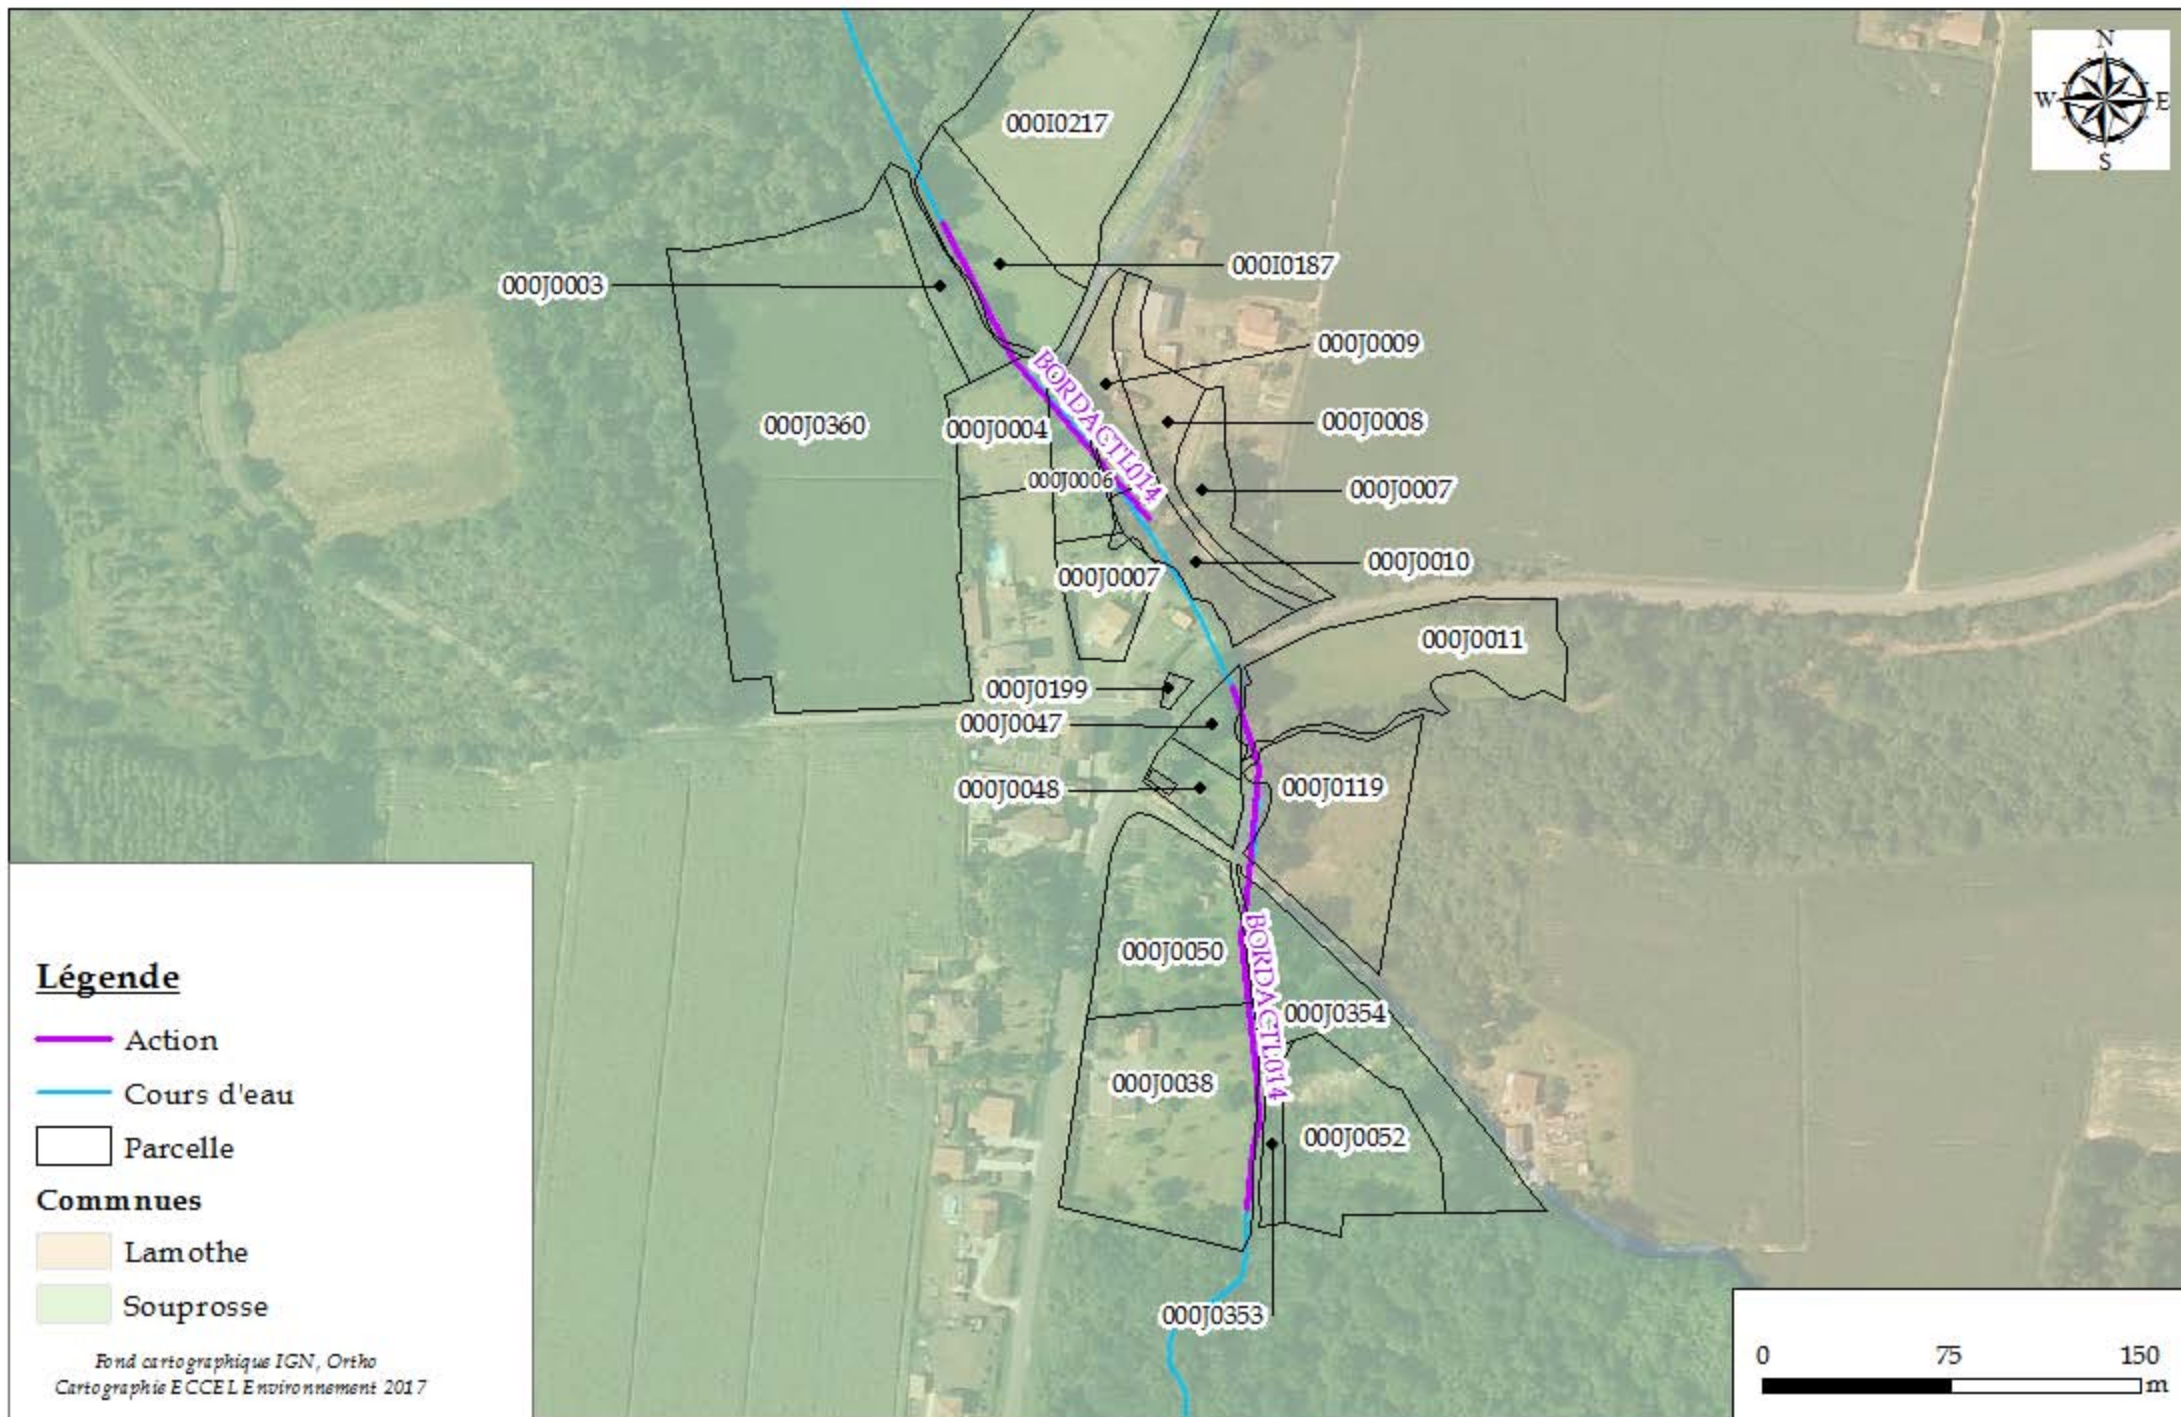 N
W E
S
000I0217
000I0187
000J0003
000J0009
BORDACTL014
000J0360
000J0004
000J0008
000J0006
000J0007
000J0010
000J0007
000J0011
000J0199
000J0047
000J0048
000J0119
000J0050
BORDACTL014
000J0354
000J0038
000J0052
000J0353
Légende
Action
Cours d'eau
Parcelle
Commnues
Lamothe
Souprosse
Fond cartographique IGN, Ortho
Cartographie ECCEL Environnement 2017
0 75 150
m